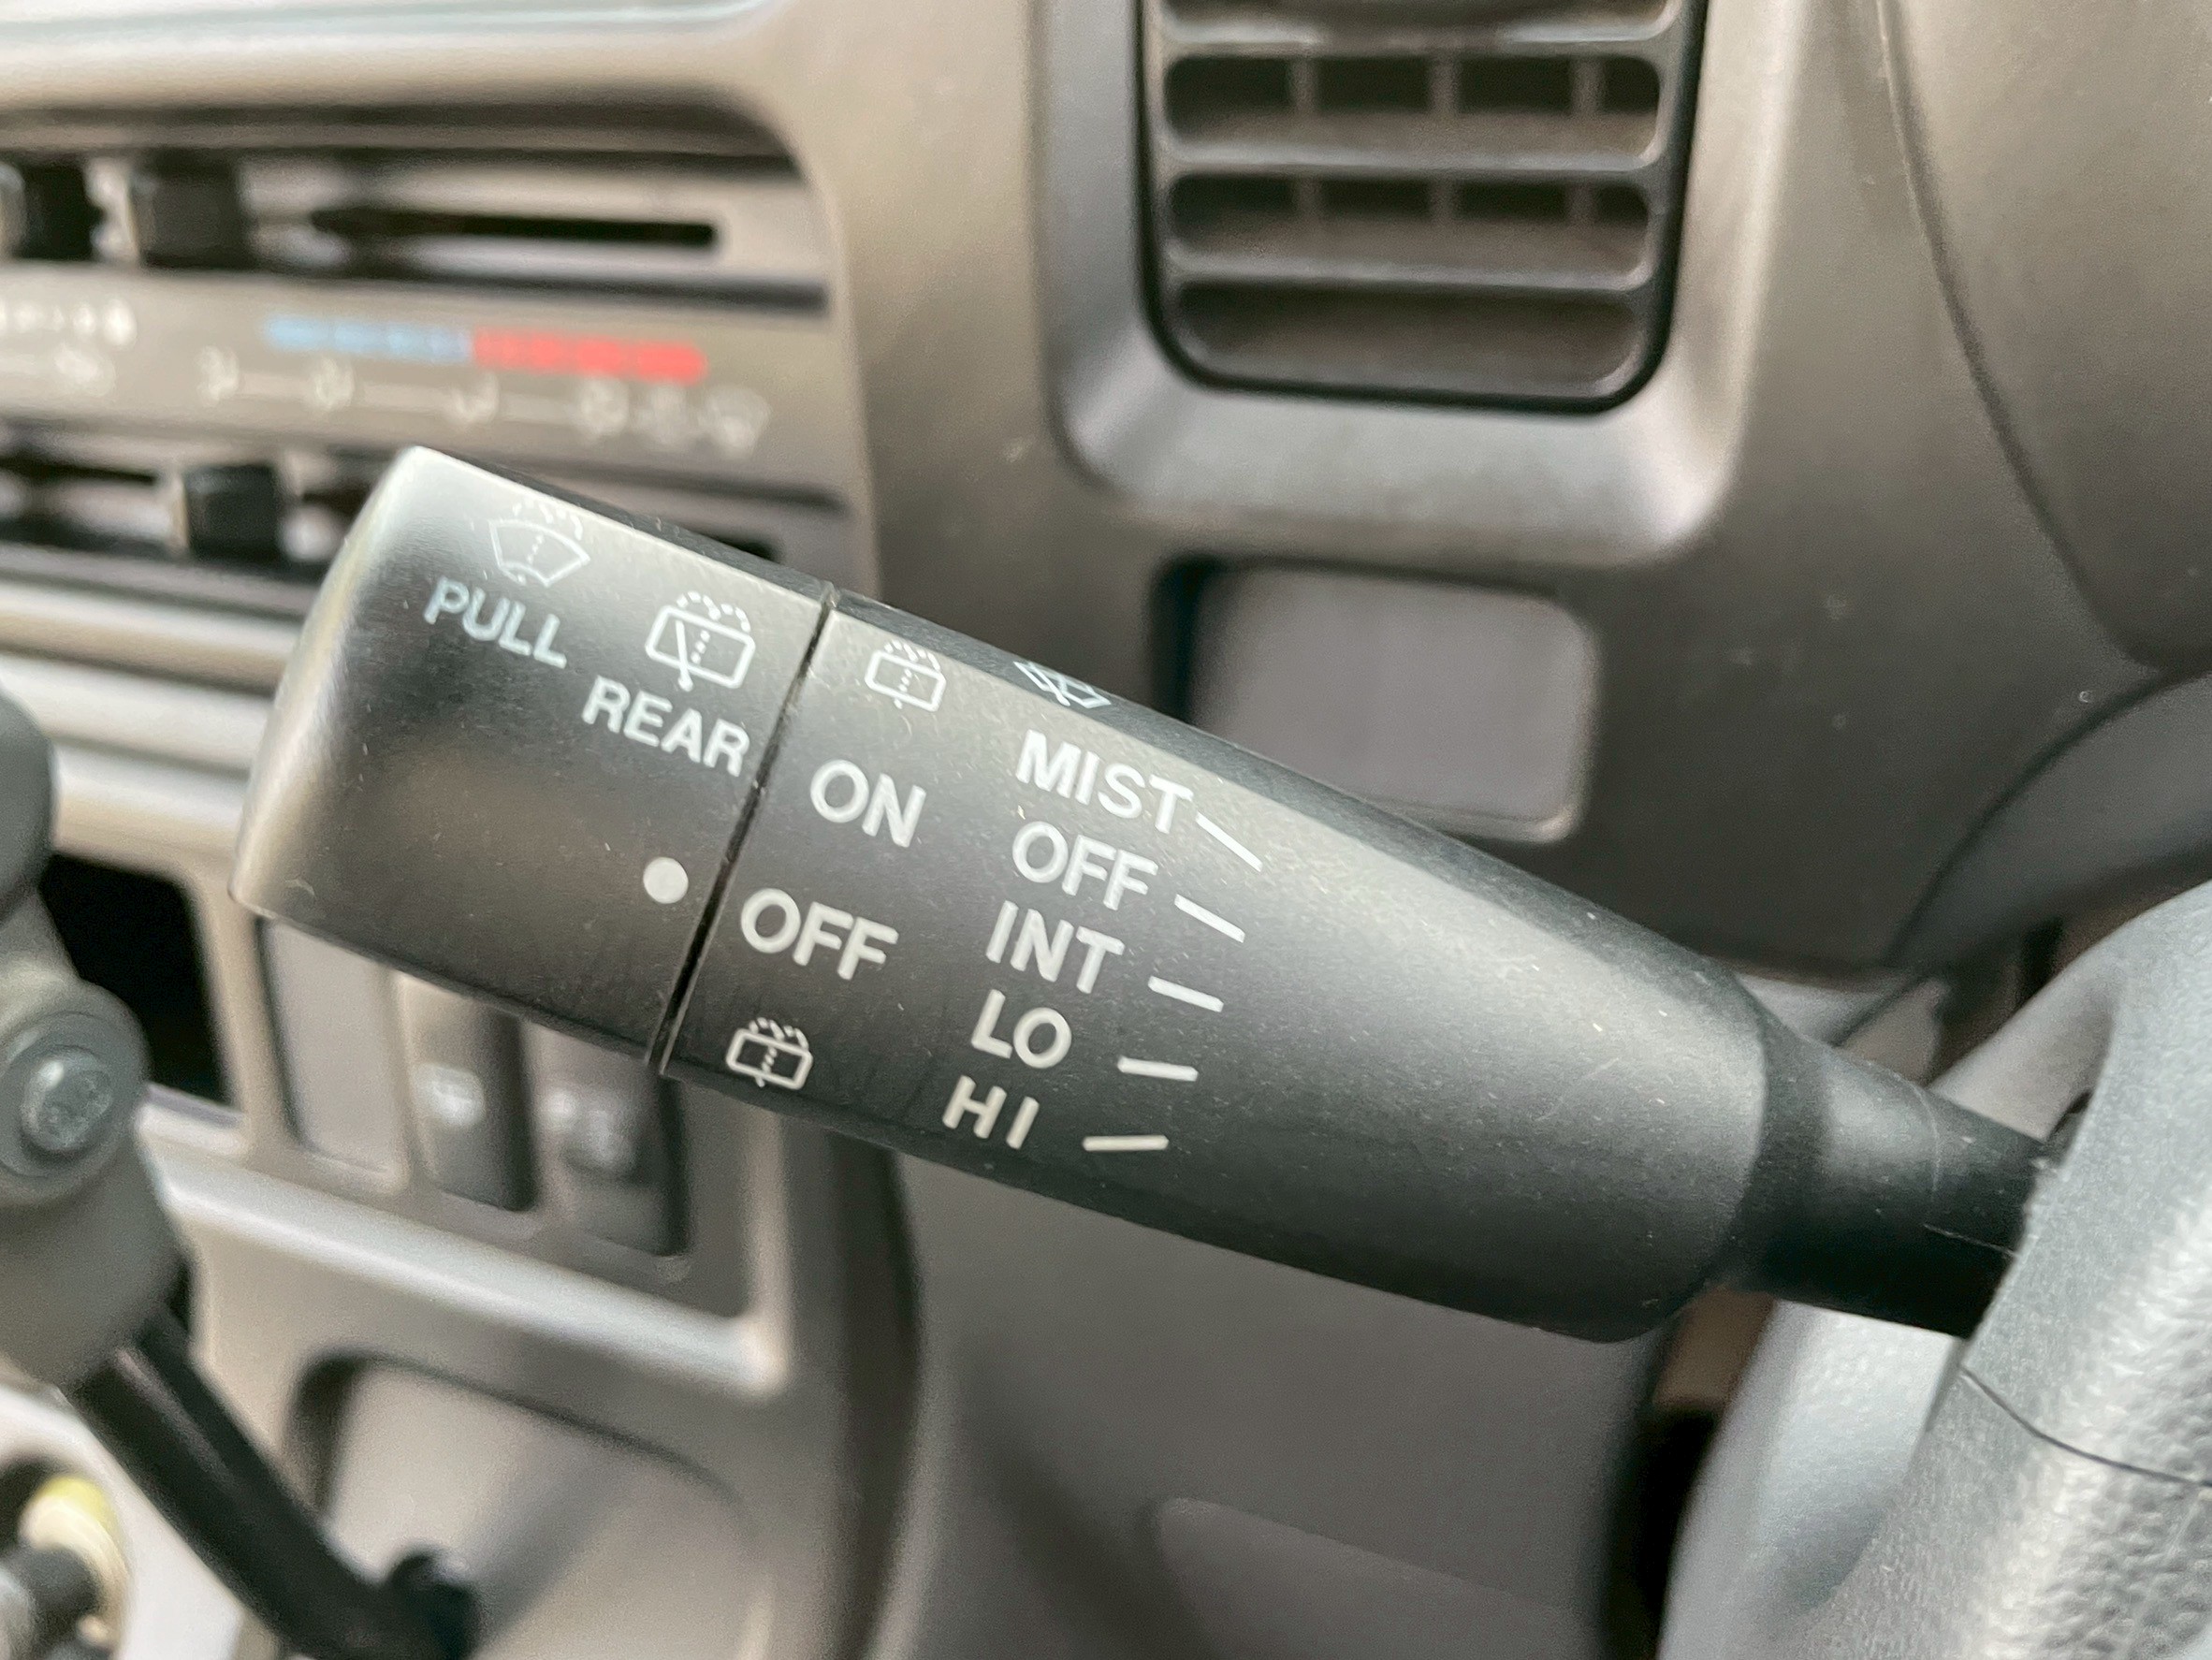 PULL
REAR
ON
OFF
MIST
OFF
INT
LO
HI